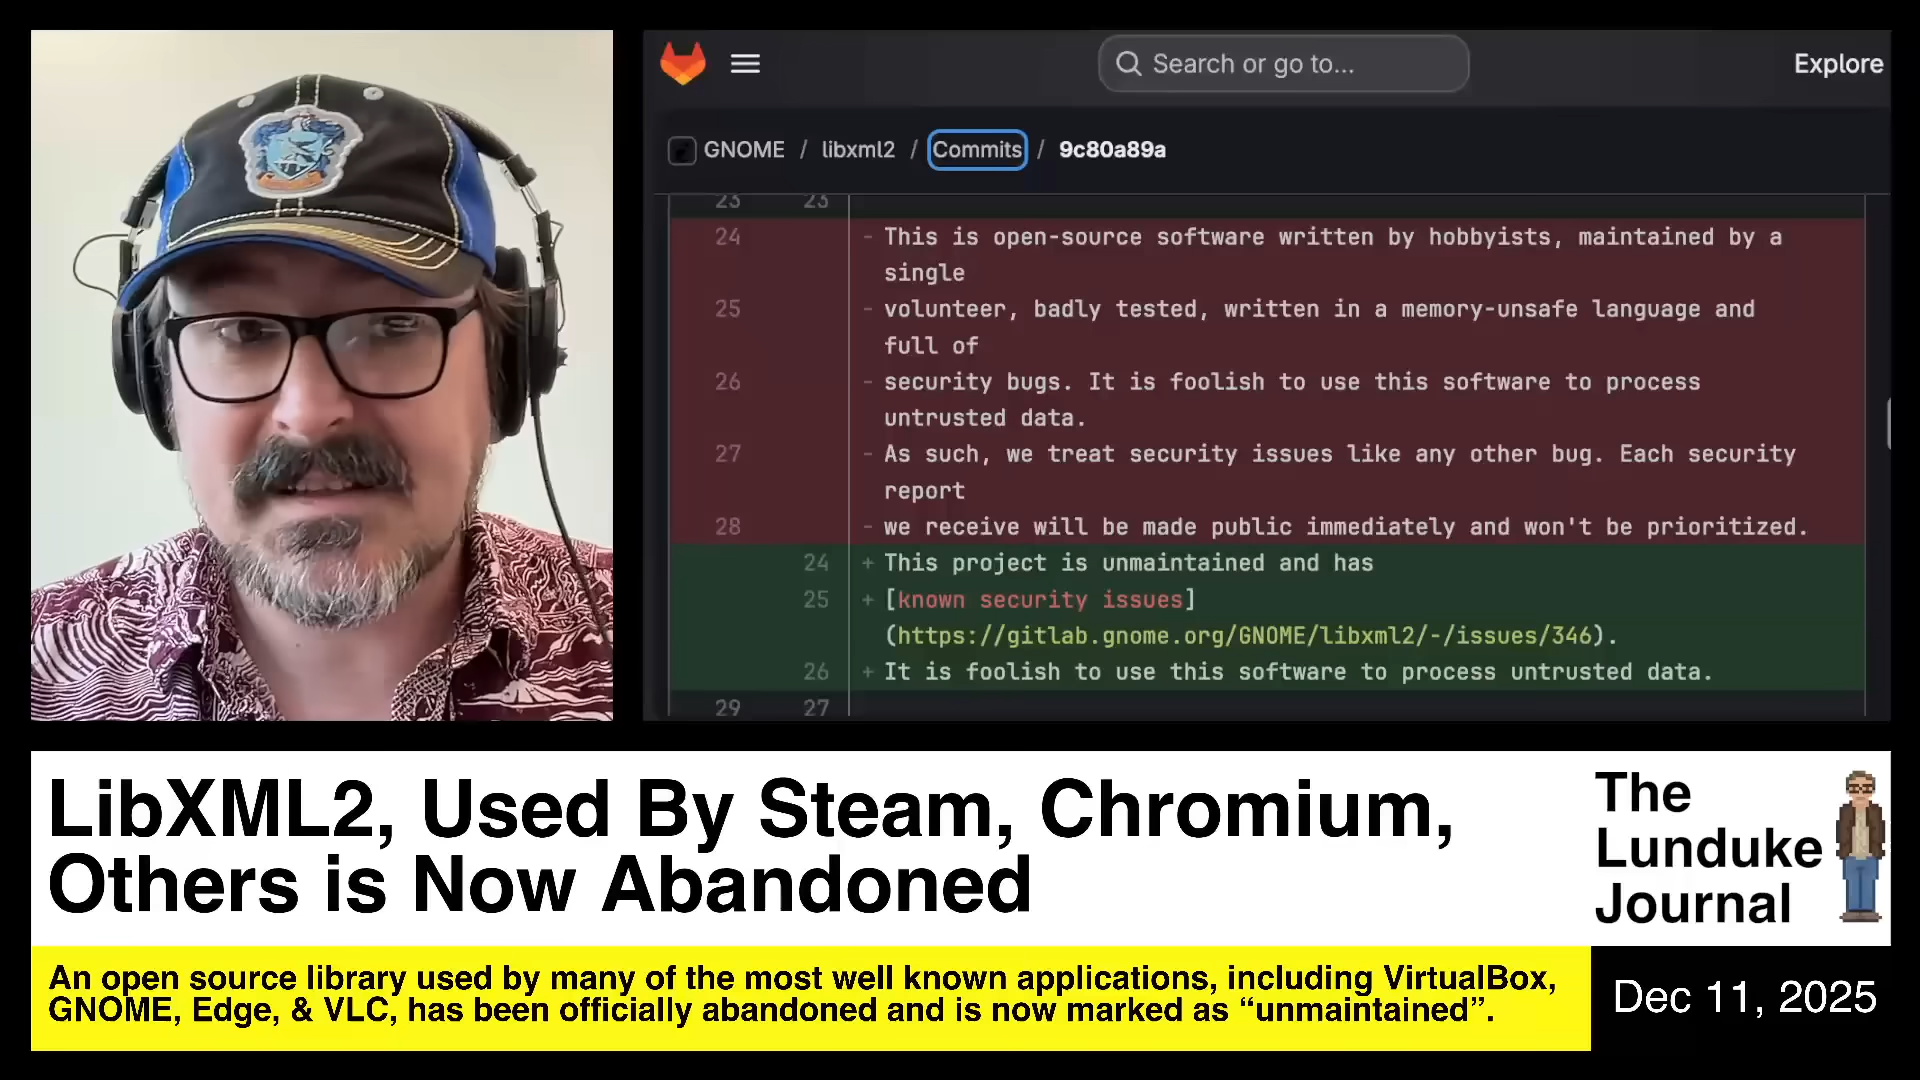 Search or go to...
Explore
GNOME / libxml2 / Commits / 9c80a89a
23 23
24 - This is open-source software written by hobbyists, maintained by a
single
25 - volunteer, badly tested, written in a memory-unsafe language and
full of
26 - security bugs. It is foolish to use this software to process
untrusted data.
27 - As such, we treat security issues like any other bug. Each security
report
28 - we receive will be made public immediately and won't be prioritized.
24 + This project is unmaintained and has
25 + [known security issues]
(https://gitlab.gnome.org/GNOME/libxml2/-/issues/346).
26 + It is foolish to use this software to process untrusted data.
29 27
LibXML2, Used By Steam, Chromium,
Others is Now Abandoned
The
Lunduke
Journal
An open source library used by many of the most well known applications, including VirtualBox,
GNOME, Edge, & VLC, has been officially abandoned and is now marked as “unmaintained”.
Dec 11, 2025